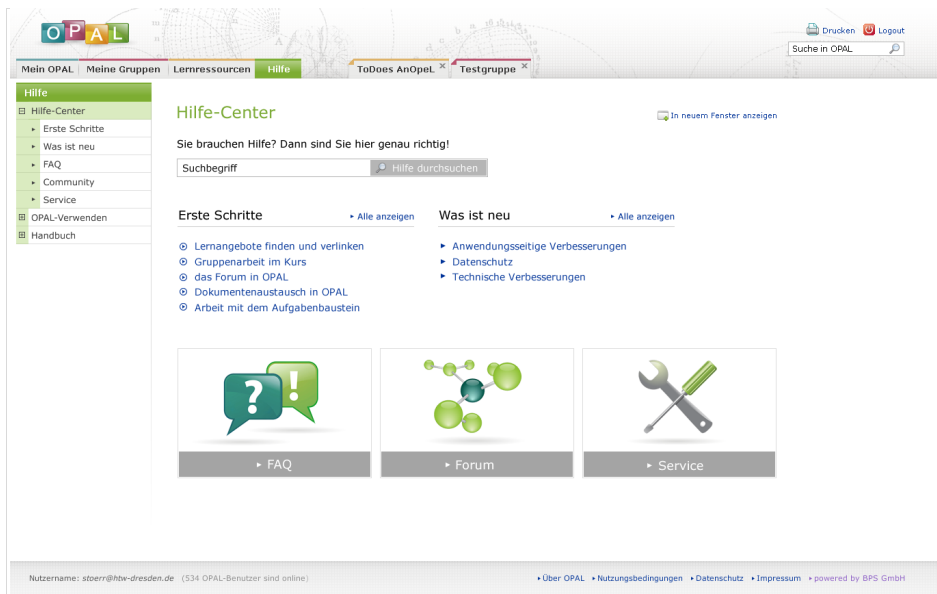 OPAL
Drucken Logout
Suche in OPAL
Mein OPAL Meine Gruppen Lernressourcen Hilfe ToDoes AnOpeL × Testgruppe ×
Hilfe
Hilfe-Center
Erste Schritte
Was ist neu
FAQ
Community
Service
OPAL-Verwenden
Handbuch
Hilfe-Center
In neuem Fenster anzeigen
Sie brauchen Hilfe? Dann sind Sie hier genau richtig!
Suchbegriff Hilfe durchsuchen
Erste Schritte Alle anzeigen
Lernangebote finden und verlinken
Gruppenarbeit im Kurs
das Forum in OPAL
Dokumentenaustausch in OPAL
Arbeit mit dem Aufgabenbaustein
Was ist neu Alle anzeigen
Anwendungsseitige Verbesserungen
Datenschutz
Technische Verbesserungen
? !
FAQ
Forum
Service
Nutzername: stoerr@htw-dresden.de (534 OPAL-Benutzer sind online)
Über OPAL Nutzungsbedingungen Datenschutz Impressum powered by BPS GmbH